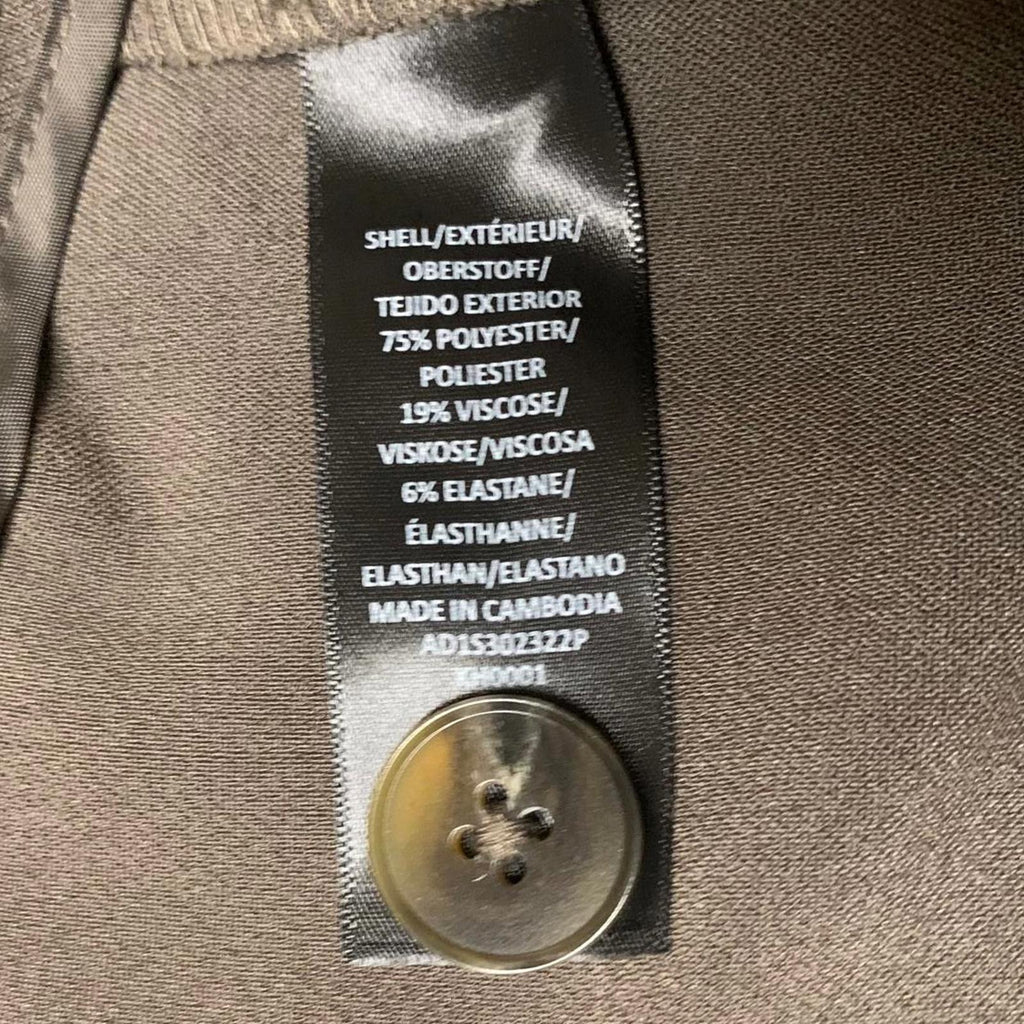 SHELL/EXTÉRIEUR/
OBERSTOFF/
TEJIDO EXTERIOR
75% POLYESTER/
POLIESTER
19% VISCOSE/
VISKOSE/VISCOSA
6% ELASTANE/
ÉLASTHANNE/
ELASTHAN/ELASTANO
MADE IN CAMBODIA
AD1S302322P
KH0001